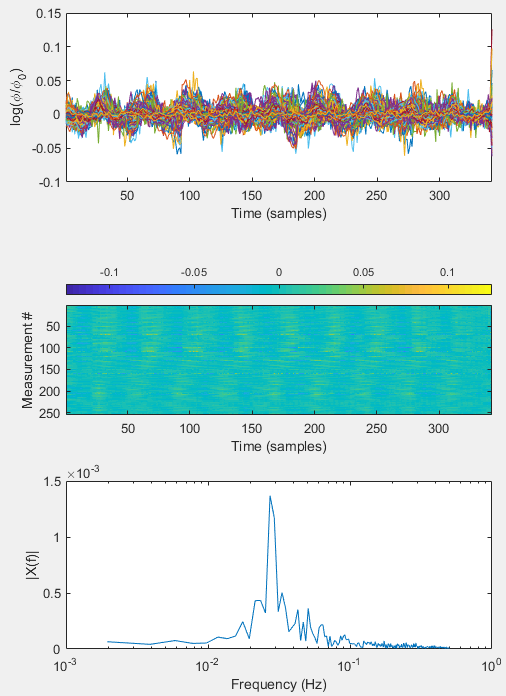 0.15
0.1
0.05
0
-0.05
-0.1
log(ϕ/ϕ₀)
50 100 150 200 250 300
Time (samples)
-0.1 -0.05 0 0.05 0.1
50
100
150
200
250
Measurement #
50 100 150 200 250 300
Time (samples)
×10⁻³
1.5
1
0.5
0
|X(f)|
10⁻³ 10⁻² 10⁻¹ 10⁰
Frequency (Hz)